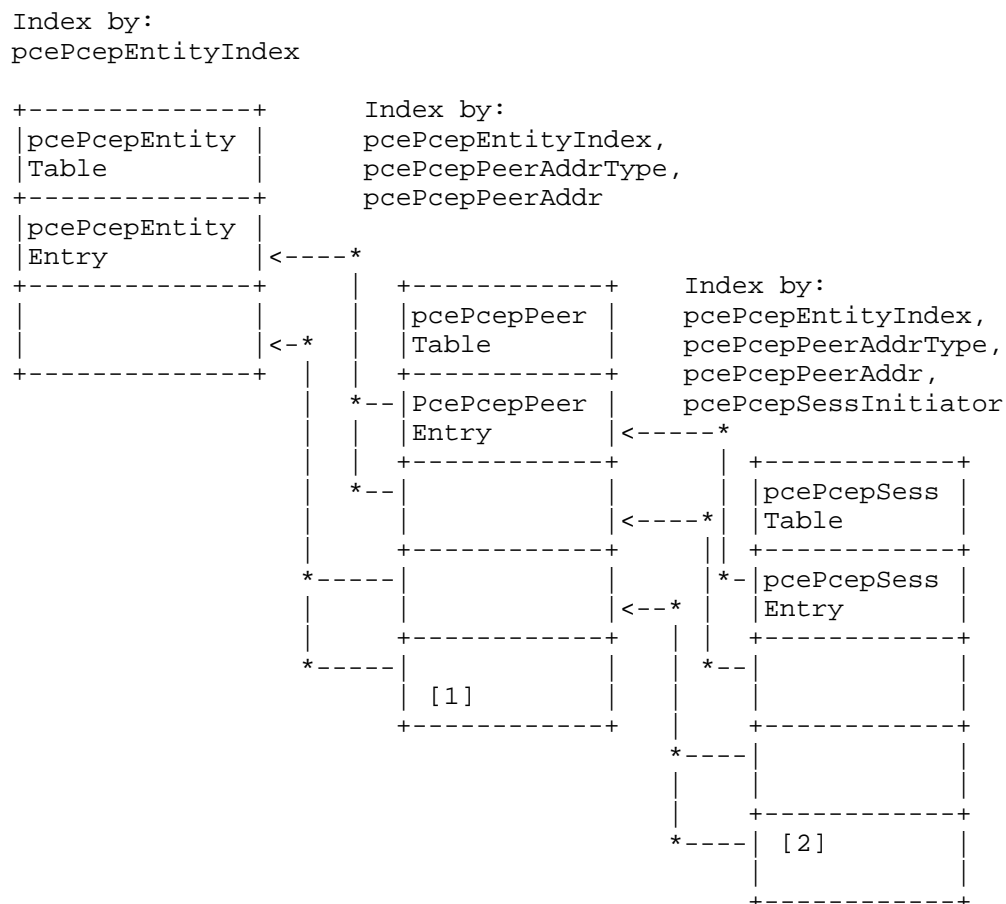 Index by:
pcePcepEntityIndex
Index by:
pcePcepEntityIndex,
pcePcepPeerAddrType,
pcePcepPeerAddr
pcePcepEntity
Table
pcePcepEntity
Entry
Index by:
pcePcepEntityIndex,
pcePcepPeerAddrType,
pcePcepPeerAddr,
pcePcepSessInitiator
pcePcepPeer
Table
PcePcepPeer
Entry
[1]
pcePcepSess
Table
pcePcepSess
Entry
[2]